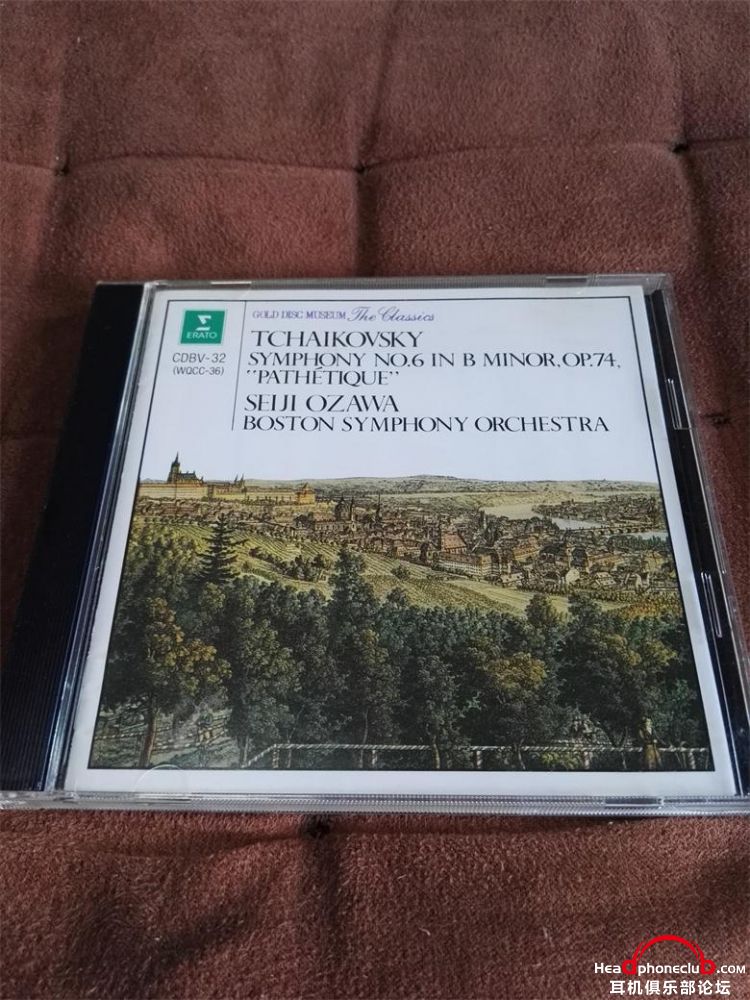 ERATO
CDBV-32
(WQCC-36)
GOLD DISC MUSEUM The Classics
TCHAIKOVSKY
SYMPHONY NO.6 IN B MINOR, OP.74,
"PATHÉTIQUE"
SEIJI OZAWA
BOSTON SYMPHONY ORCHESTRA
Headphoneclub.com
耳机俱乐部论坛